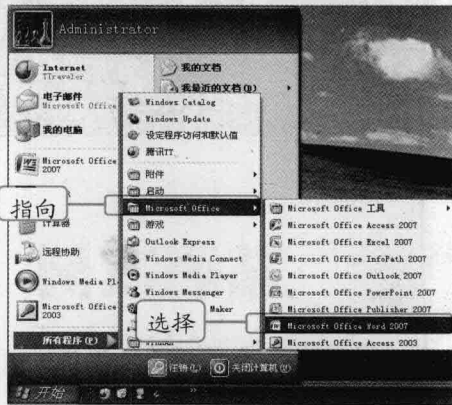 Administrator
Internet
TTraveler
我的文档
电子邮件
Microsoft Office
我最近的文档(D)
Windows Catalog
我的电脑
Windows Update
设定程序访问和默认值
Microsoft Office
2007
腾讯TT
附件
启动
指向
Microsoft Office
Microsoft Office 工具
计算器
游戏
Microsoft Office Access 2007
Outlook Express
Microsoft Office Excel 2007
远程协助
Windows Media Connect
Microsoft Office InfoPath 2007
Windows Media Pl
Windows Media Player
Microsoft Office Outlook 2007
Windows Messenger
Microsoft Office PowerPoint 2007
Microsoft Office
2003
Maker
Microsoft Office Publisher 2007
选择
Microsoft Office Word 2007
所有程序(P)
Windows
Microsoft Office Access 2003
注销(L)
关闭计算机(U)
开始